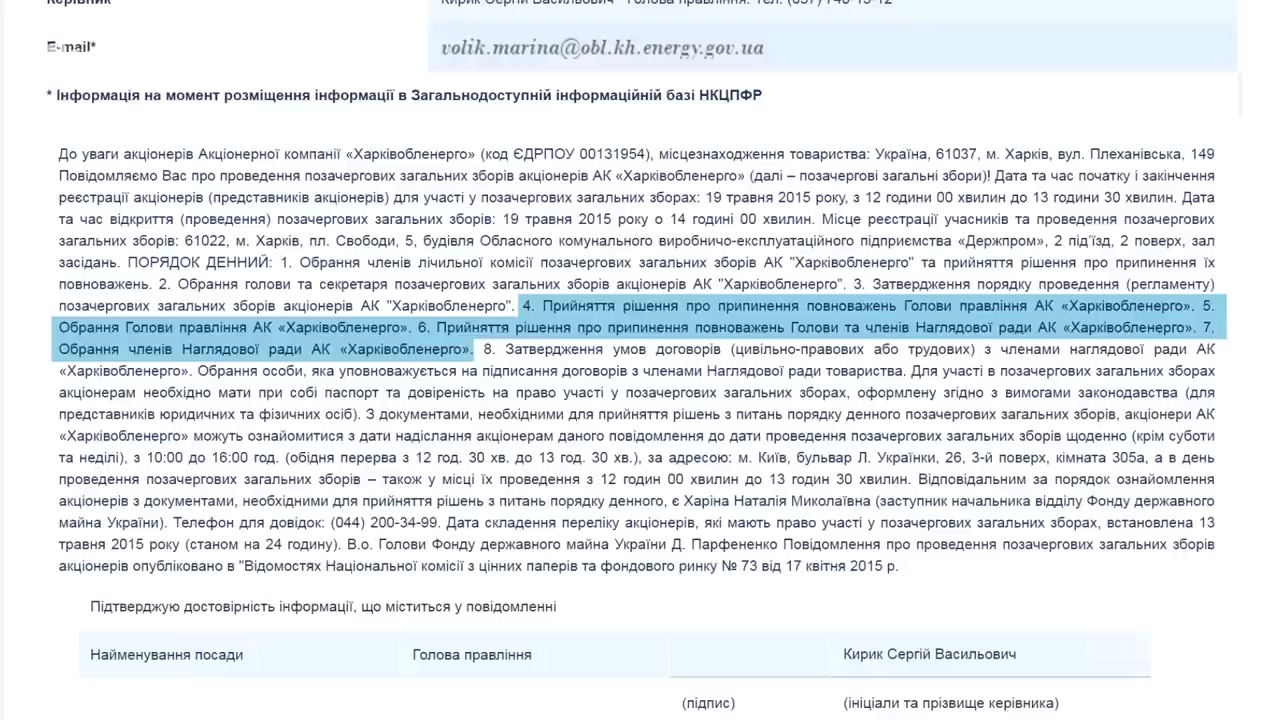 Керівник Кирик Сергій Васильович - Голова правління. Тел. (057) 740-13-12
E-mail* volik.marina@obl.kh.energy.gov.ua
* Інформація на момент розміщення інформації в Загальнодоступній інформаційній базі НКЦПФР
До уваги акціонерів Акціонерної компанії «Харківобленерго» (код ЄДРПОУ 00131954), місцезнаходження товариства: Україна, 61037, м. Харків, вул. Плеханівська, 149
Повідомляємо Вас про проведення позачергових загальних зборів акціонерів АК «Харківобленерго» (далі – позачергові загальні збори)! Дата та час початку і закінчення
реєстрації акціонерів (представників акціонерів) для участі у позачергових загальних зборах: 19 травня 2015 року, з 12 години 00 хвилин до 13 години 30 хвилин. Дата
та час відкриття (проведення) позачергових загальних зборів: 19 травня 2015 року о 14 годині 00 хвилин. Місце реєстрації учасників та проведення позачергових
загальних зборів: 61022, м. Харків, пл. Свободи, 5, будівля Обласного комунального виробничо-експлуатаційного підприємства «Держпром», 2 під’їзд, 2 поверх, зал
засідань. ПОРЯДОК ДЕННИЙ: 1. Обрання членів лічильної комісії позачергових загальних зборів АК "Харківобленерго" та прийняття рішення про припинення їх
повноважень. 2. Обрання голови та секретаря позачергових загальних зборів акціонерів АК "Харківобленерго". 3. Затвердження порядку проведення (регламенту)
позачергових загальних зборів акціонерів АК "Харківобленерго". 4. Прийняття рішення про припинення повноважень Голови правління АК «Харківобленерго». 5.
Обрання Голови правління АК «Харківобленерго». 6. Прийняття рішення про припинення повноважень Голови та членів Наглядової ради АК «Харківобленерго». 7.
Обрання членів Наглядової ради АК «Харківобленерго». 8. Затвердження умов договорів (цивільно-правових або трудових) з членами наглядової ради АК
«Харківобленерго». Обрання особи, яка уповноважується на підписання договорів з членами Наглядової ради товариства. Для участі в позачергових загальних зборах
акціонерам необхідно мати при собі паспорт та довіреність на право участі у позачергових загальних зборах, оформлену згідно з вимогами законодавства (для
представників юридичних та фізичних осіб). З документами, необхідними для прийняття рішень з питань порядку денного позачергових загальних зборів, акціонери АК
«Харківобленерго» можуть ознайомитися з дати надіслання акціонерам даного повідомлення до дати проведення позачергових загальних зборів щоденно (крім суботи
та неділі), з 10:00 до 16:00 год. (обідня перерва з 12 год. 30 хв. до 13 год. 30 хв.), за адресою: м. Київ, бульвар Л. Українки, 26, 3-й поверх, кімната 305а, а в день
проведення позачергових загальних зборів – також у місці їх проведення з 12 годин 00 хвилин до 13 годин 30 хвилин. Відповідальним за порядок ознайомлення
акціонерів з документами, необхідними для прийняття рішень з питань порядку денного, є Харіна Наталія Миколаївна (заступник начальника відділу Фонду державного
майна України). Телефон для довідок: (044) 200-34-99. Дата складення переліку акціонерів, які мають право участі у позачергових загальних зборах, встановлена 13
травня 2015 року (станом на 24 годину). В.о. Голови Фонду державного майна України Д. Парфененко Повідомлення про проведення позачергових загальних зборів
акціонерів опубліковано в "Відомостях Національної комісії з цінних паперів та фондового ринку № 73 від 17 квітня 2015 р.
Підтверджую достовірність інформації, що міститься у повідомленні
Найменування посади Голова правління Кирик Сергій Васильович
(підпис) (ініціали та прізвище керівника)